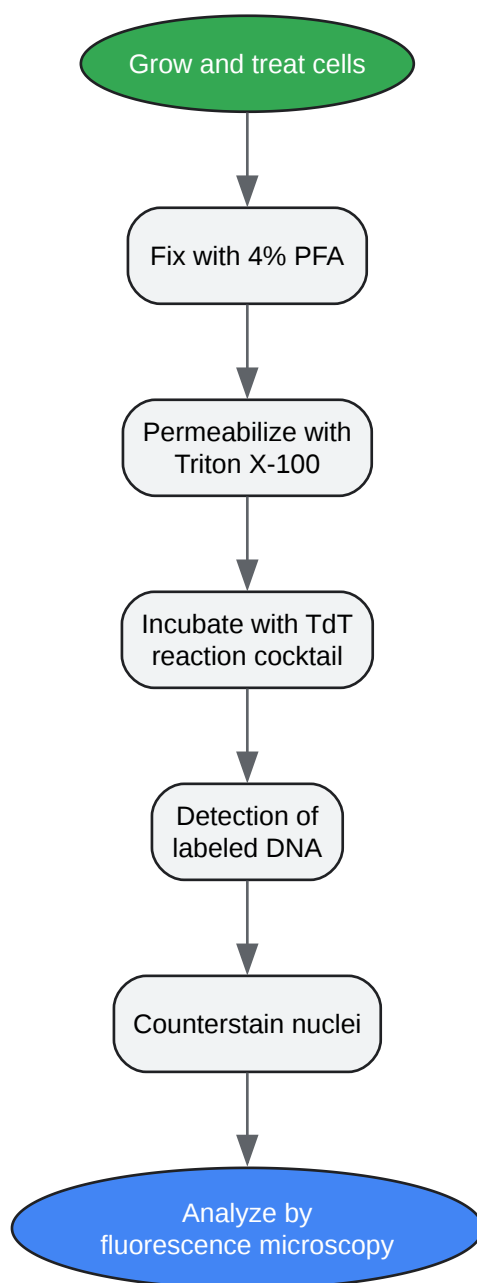 Grow and treat cells
Fix with 4% PFA
Permeabilize with
Triton X-100
Incubate with TdT
reaction cocktail
Detection of
labeled DNA
Counterstain nuclei
Analyze by
fluorescence microscopy